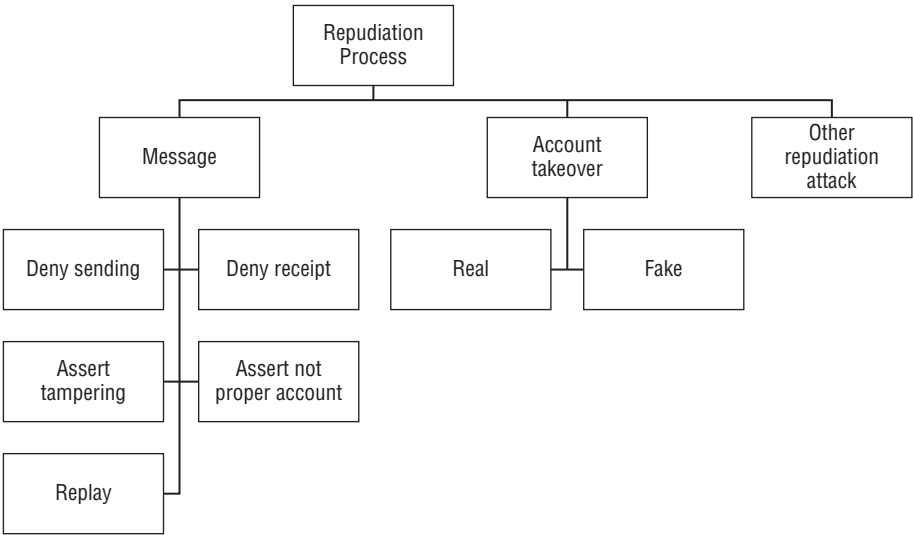 Repudiation
Process
Message
Account
takeover
Other
repudiation
attack
Deny sending
Deny receipt
Real
Fake
Assert
tampering
Assert not
proper account
Replay